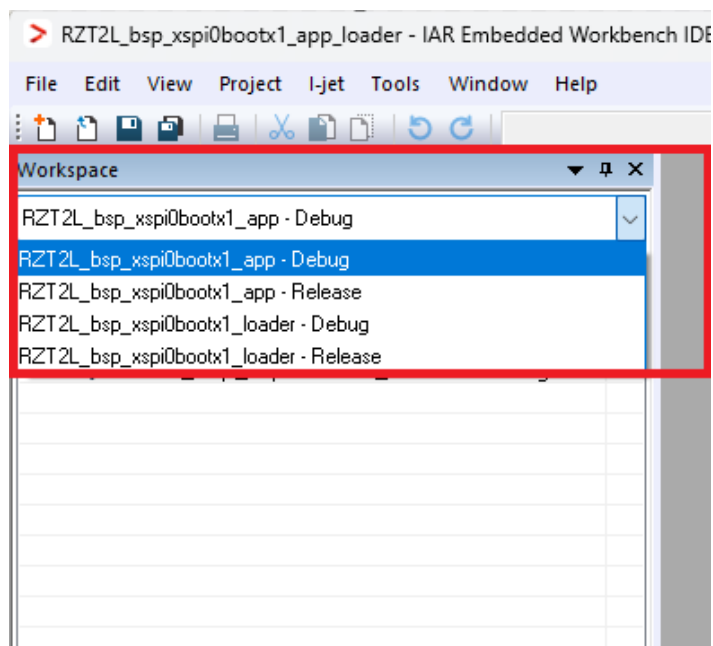 RZT2L_bsp_xspi0bootx1_app_loader - IAR Embedded Workbench IDE
File Edit View Project I-jet Tools Window Help
Workspace
RZT2L_bsp_xspi0bootx1_app - Debug
RZT2L_bsp_xspi0bootx1_app - Debug
RZT2L_bsp_xspi0bootx1_app - Release
RZT2L_bsp_xspi0bootx1_loader - Debug
RZT2L_bsp_xspi0bootx1_loader - Release